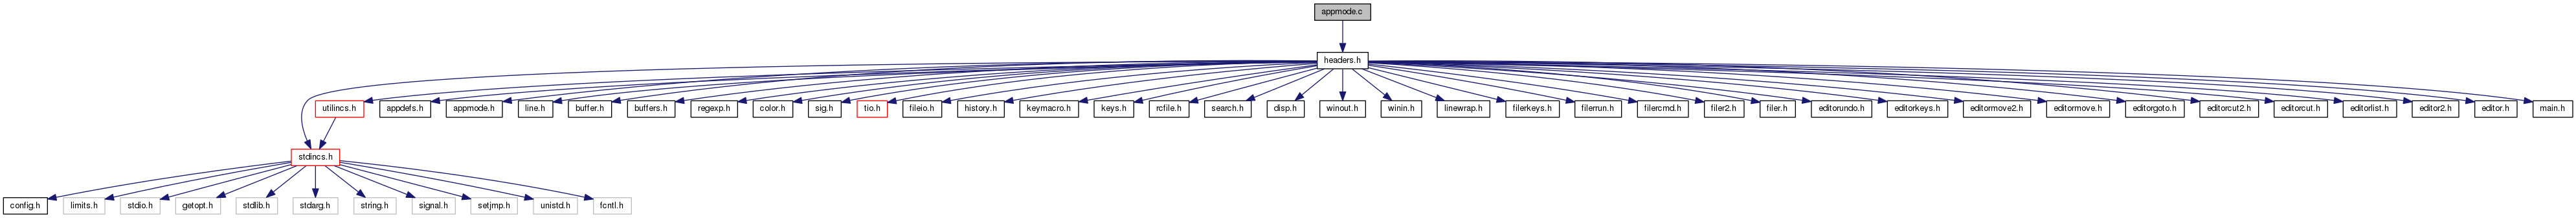 appmode.c
headers.h
utilincs.h
appdefs.h
appmode.h
line.h
buffer.h
buffers.h
regexp.h
color.h
sig.h
tio.h
fileio.h
history.h
keymacro.h
keys.h
rcfile.h
search.h
disp.h
winout.h
winin.h
linewrap.h
filerkeys.h
filerrun.h
filercmd.h
filer2.h
filer.h
editorundo.h
editorkeys.h
editormove2.h
editormove.h
editorgoto.h
editorcut2.h
editorcut.h
editorlist.h
editor2.h
editor.h
main.h
stdincs.h
config.h
limits.h
stdio.h
getopt.h
stdlib.h
stdarg.h
string.h
signal.h
setjmp.h
unistd.h
fcntl.h